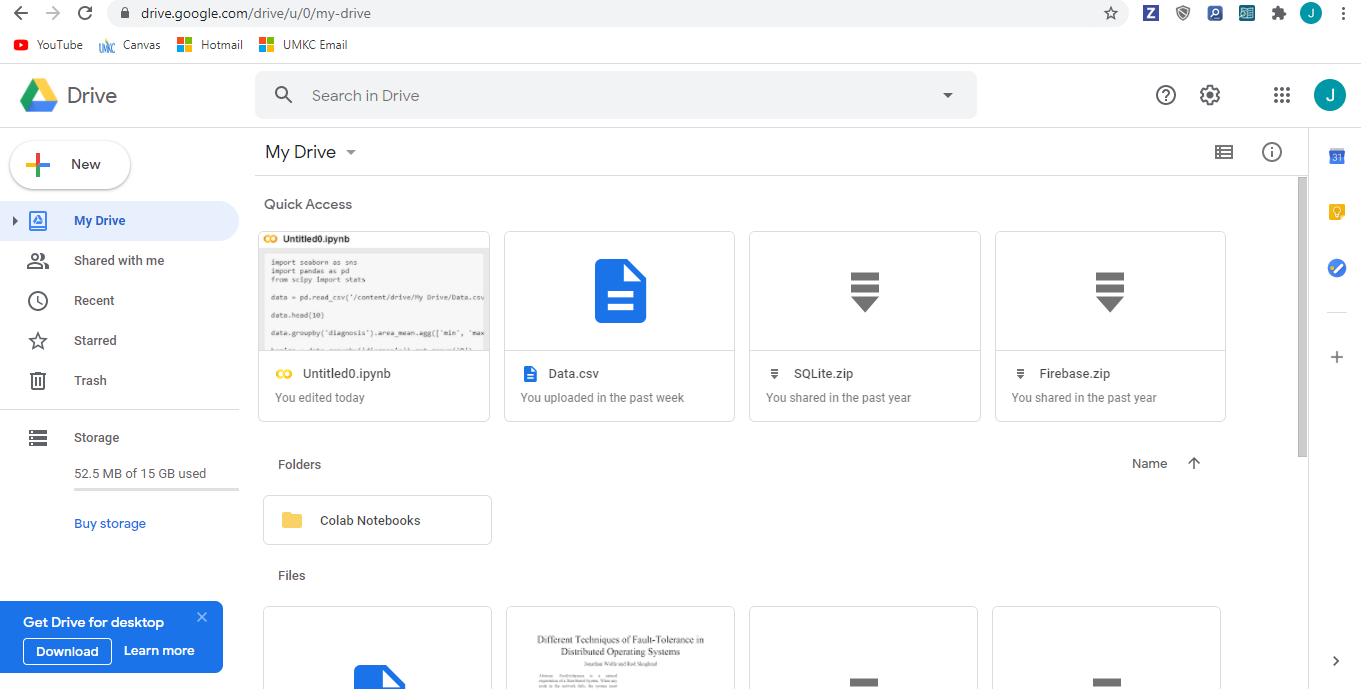 drive.google.com/drive/u/0/my-drive
Z
J
YouTube
UMKC
Canvas
Hotmail
UMKC Email
Drive
Search in Drive
J
New
My Drive
31
Quick Access
My Drive
Shared with me
Recent
Starred
Trash
Storage
52.5 MB of 15 GB used
Buy storage
Untitled0.ipynb
import seaborn as sns
import pandas as pd
from scipy import stats
data = pd.read_csv('/content/drive/My Drive/Data.csv
data.head(10)
data.groupby('diagnosis').area_mean.agg(['min', 'max
Untitled0.ipynb
You edited today
Data.csv
You uploaded in the past week
SQLite.zip
You shared in the past year
Firebase.zip
You shared in the past year
Folders
Name
Colab Notebooks
Files
Different Techniques of Fault-Tolerance in
Distributed Operating Systems
Get Drive for desktop
Download
Learn more